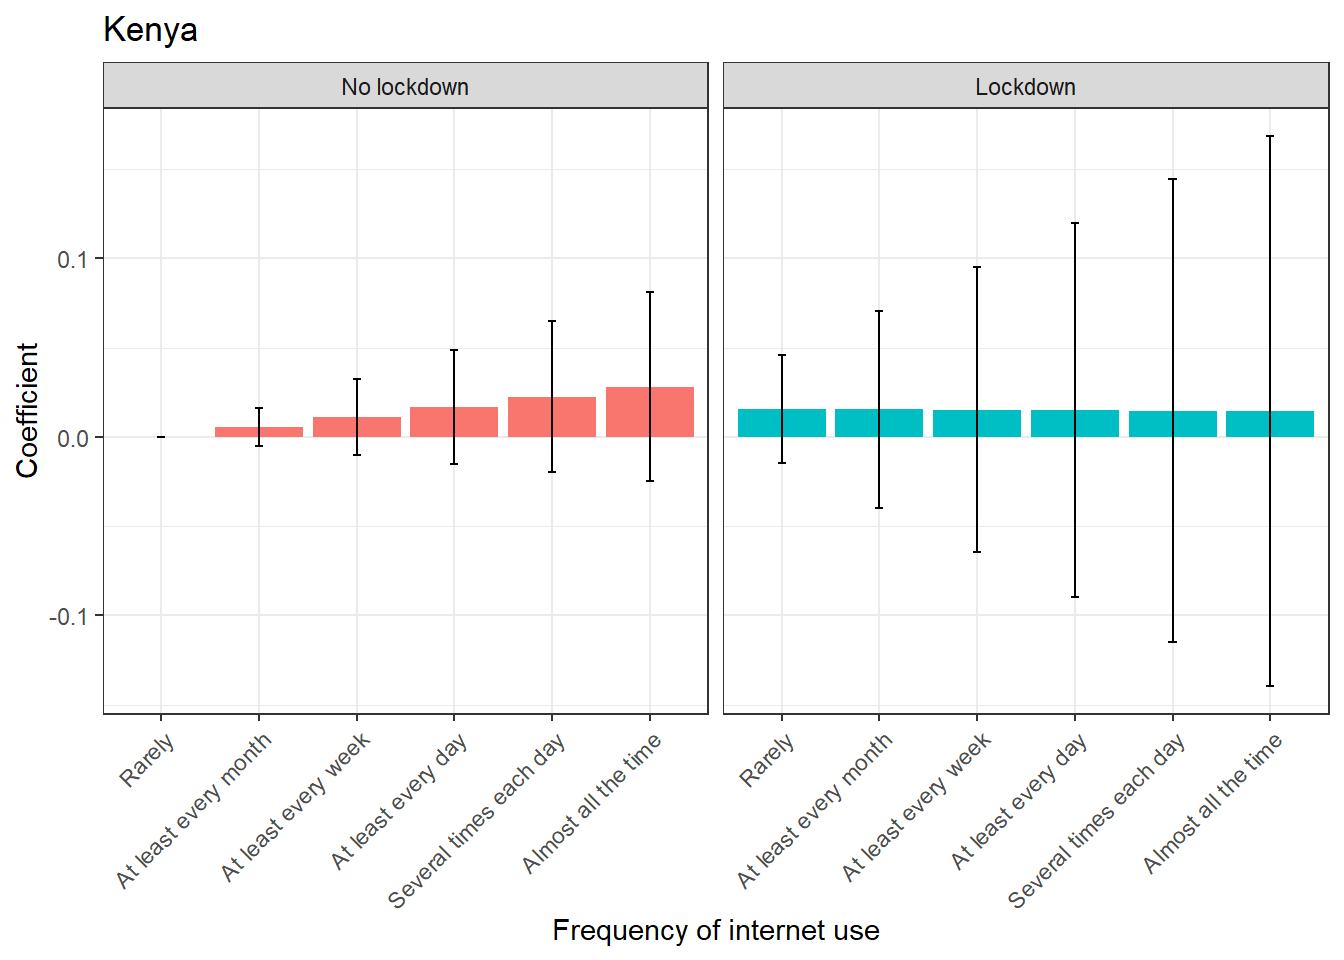 Kenya
No lockdown
Lockdown
Coefficient
0.1
0.0
-0.1
Rarely
At least every month
At least every week
At least every day
Several times each day
Almost all the time
Rarely
At least every month
At least every week
At least every day
Several times each day
Almost all the time
Frequency of internet use